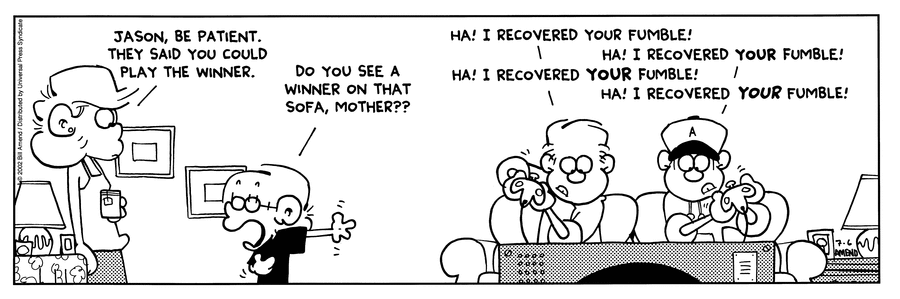 JASON, BE PATIENT.
THEY SAID YOU COULD
PLAY THE WINNER.
DO YOU SEE A
WINNER ON THAT
SOFA, MOTHER??
HA! I RECOVERED YOUR FUMBLE!
HA! I RECOVERED YOUR FUMBLE!
HA! I RECOVERED YOUR FUMBLE!
HA! I RECOVERED YOUR FUMBLE!
A
© 2002 Bill Amend / Distributed by Universal Press Syndicate
7-6
AMEND